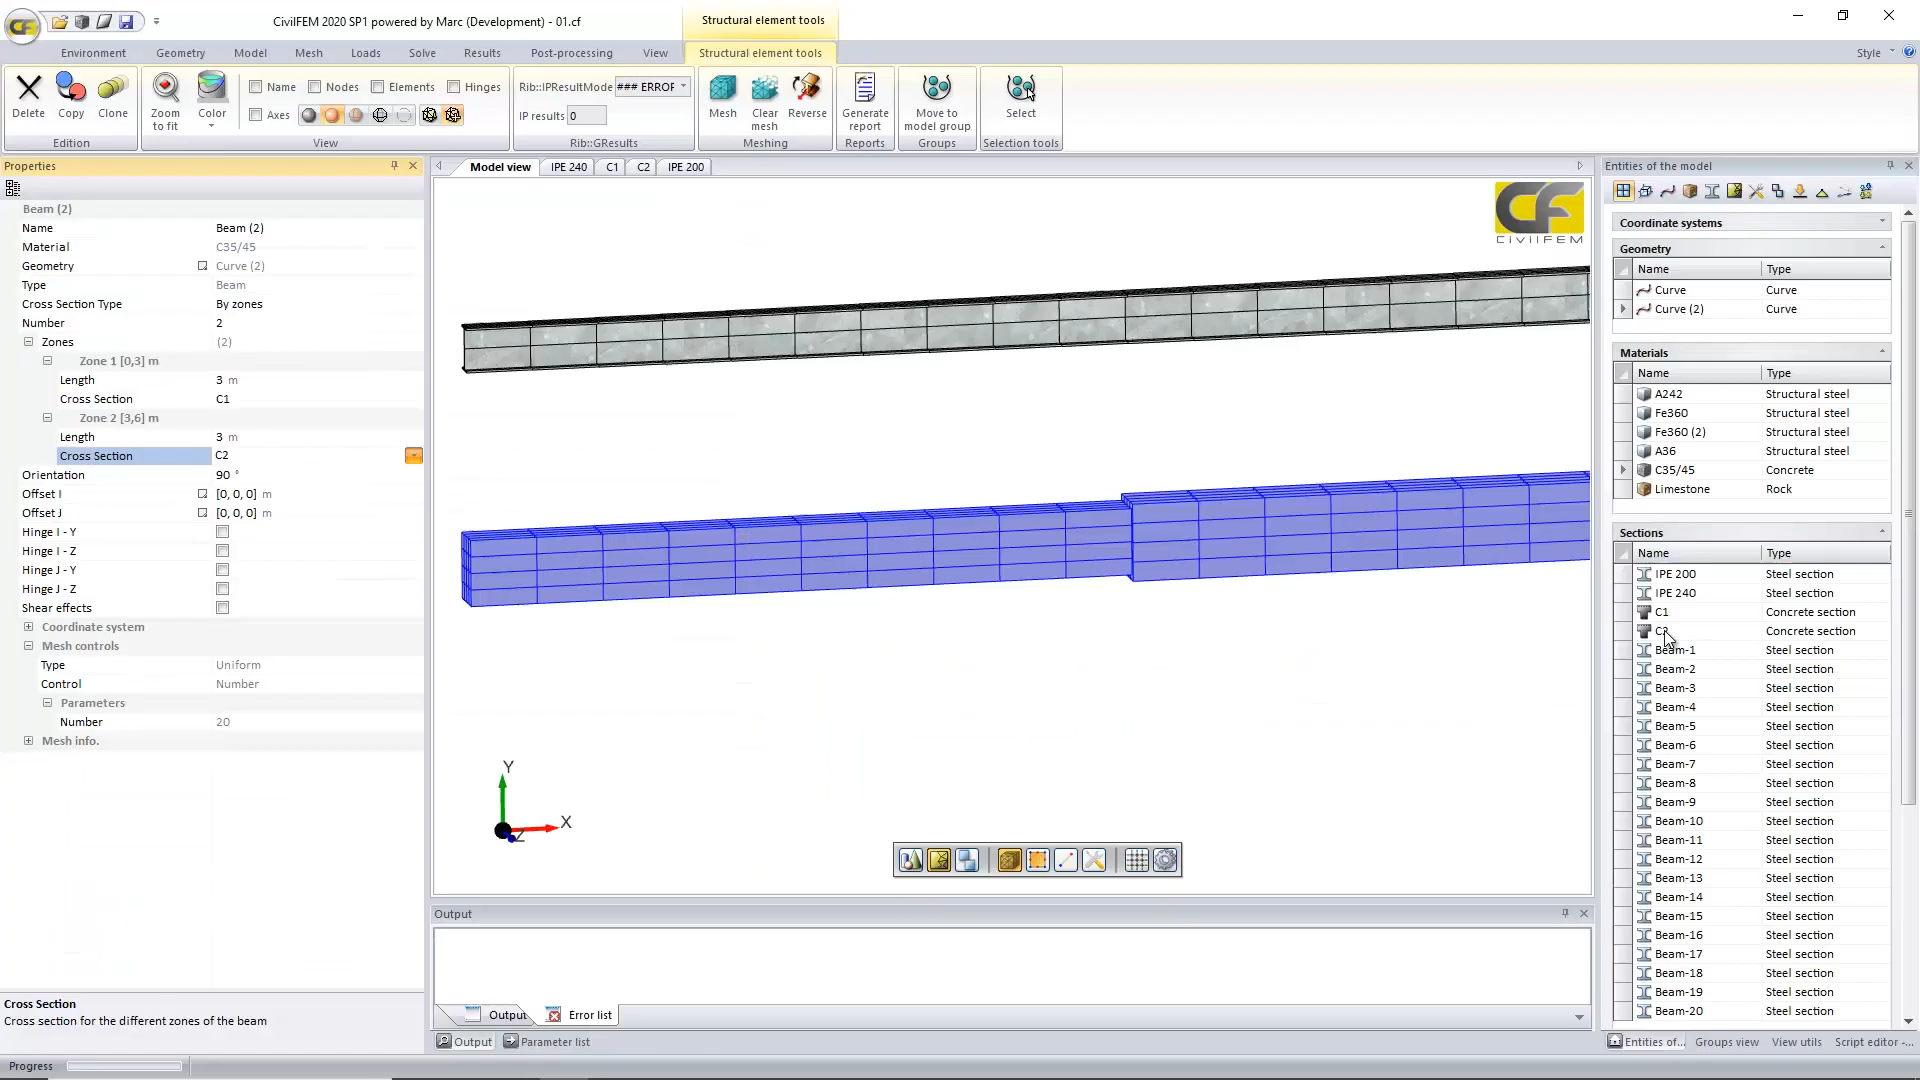 CivilFEM 2020 SP1 powered by Marc (Development) - 01.cf
Structural element tools
Environment Geometry Model Mesh Loads Solve Results Post-processing View Structural element tools Style
Delete Copy Clone
Edition
Zoom to fit Color
Name Nodes Elements Hinges
Axes
View
Rib::IPResultMode ### ERROF
IP results 0
Rib::GResults
Mesh Clear mesh Reverse
Meshing
Generate report
Reports
Move to model group
Groups
Select
Selection tools
Properties
Beam (2)
Name Beam (2)
Material C35/45
Geometry Curve (2)
Type Beam
Cross Section Type By zones
Number 2
Zones (2)
Zone 1 [0,3] m
Length 3 m
Cross Section C1
Zone 2 [3,6] m
Length 3 m
Cross Section C2
Orientation 90 °
Offset I [0, 0, 0] m
Offset J [0, 0, 0] m
Hinge I - Y
Hinge I - Z
Hinge J - Y
Hinge J - Z
Shear effects
Coordinate system
Mesh controls
Type Uniform
Control Number
Parameters
Number 20
Mesh info.
Cross Section
Cross section for the different zones of the beam
Progress
Model view IPE 240 C1 C2 IPE 200
CF
CIVILFEM
Y
X
Z
Output
Output Error list
Output Parameter list
Entities of the model
Coordinate systems
Geometry
Name Type
Curve Curve
Curve (2) Curve
Materials
Name Type
A242 Structural steel
Fe360 Structural steel
Fe360 (2) Structural steel
A36 Structural steel
C35/45 Concrete
Limestone Rock
Sections
Name Type
IPE 200 Steel section
IPE 240 Steel section
C1 Concrete section
C2 Concrete section
Beam-1 Steel section
Beam-2 Steel section
Beam-3 Steel section
Beam-4 Steel section
Beam-5 Steel section
Beam-6 Steel section
Beam-7 Steel section
Beam-8 Steel section
Beam-9 Steel section
Beam-10 Steel section
Beam-11 Steel section
Beam-12 Steel section
Beam-13 Steel section
Beam-14 Steel section
Beam-15 Steel section
Beam-16 Steel section
Beam-17 Steel section
Beam-18 Steel section
Beam-19 Steel section
Beam-20 Steel section
Entities of... Groups view View utils Script editor -...